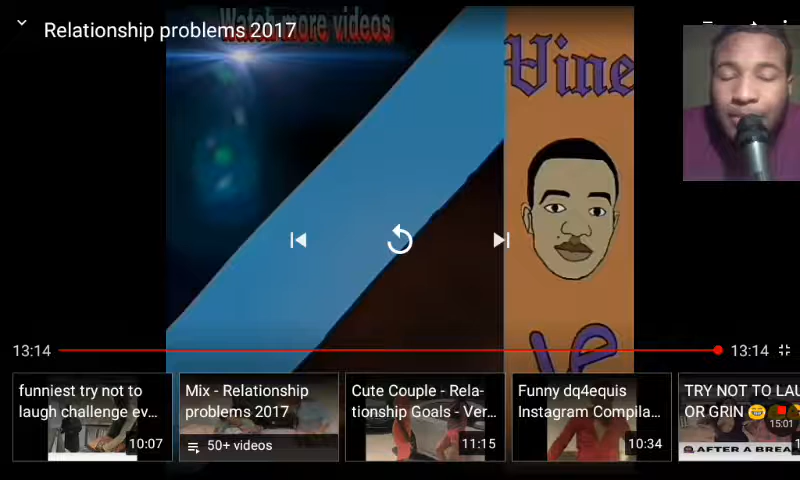 Watch more videos
Relationship problems 2017
Vine
13:14
13:14
funniest try not to
laugh challenge ev...
10:07
Mix - Relationship
problems 2017
50+ videos
Cute Couple - Rela-
tionship Goals - Ver...
11:15
Funny dq4equis
Instagram Compila...
10:34
TRY NOT TO LAU
OR GRIN 😂
15:01
AFTER A BREA